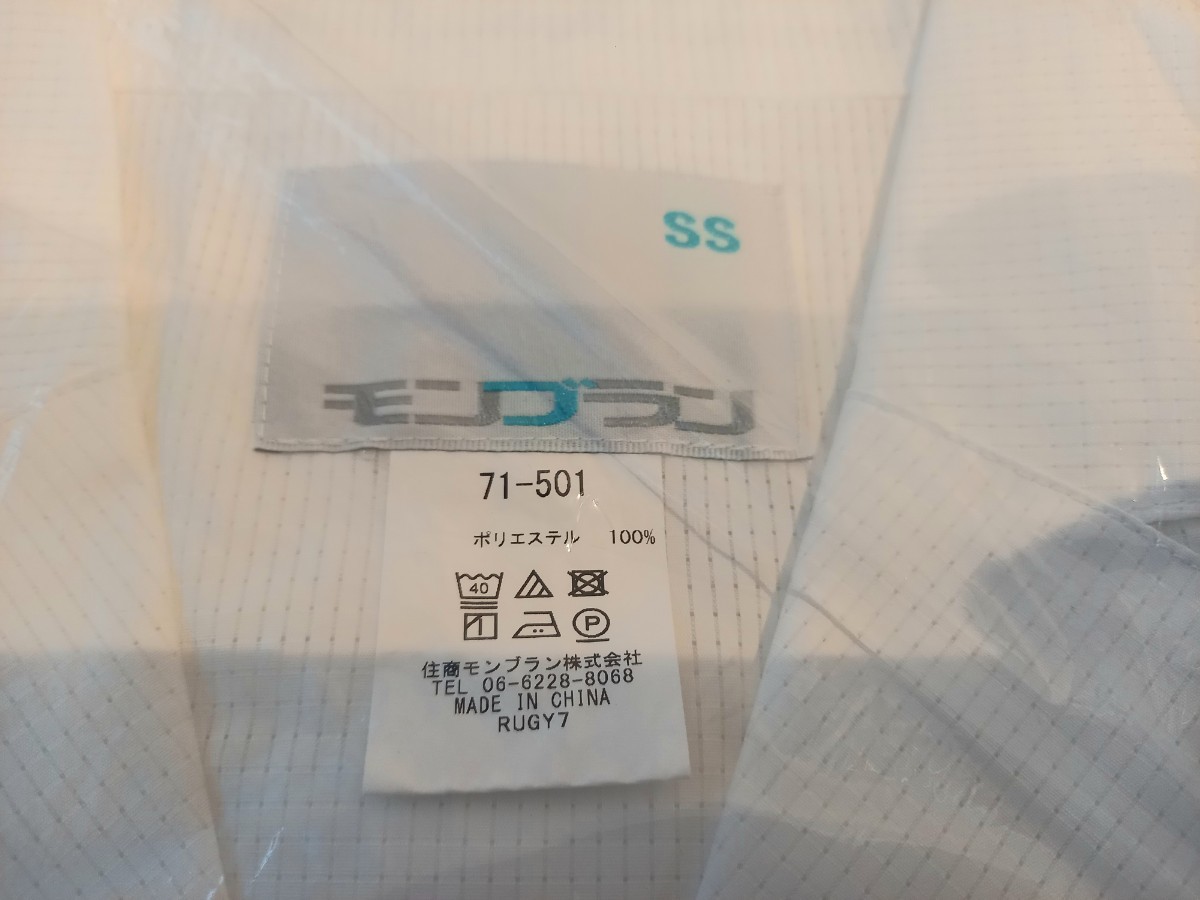 SS
モンブラン
71-501
ポリエステル 100%
40
P
住商モンブラン株式会社
TEL 06-6228-8068
MADE IN CHINA
RUGY7